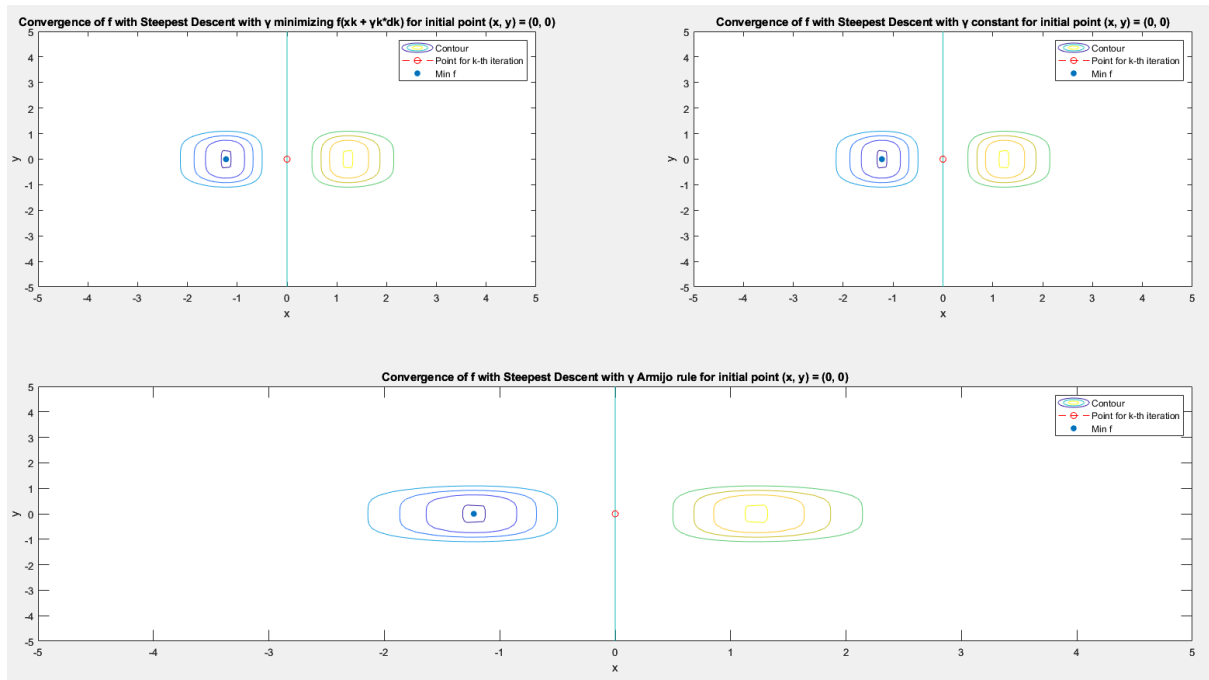 Convergence of f with Steepest Descent with γ minimizing f(xk + γk*dk) for initial point (x, y) = (0, 0)
5
4
3
2
1
0
-1
-2
-3
-4
-5
y
-5 -4 -3 -2 -1 0 1 2 3 4 5
x
Contour
Point for k-th iteration
Min f
Convergence of f with Steepest Descent with γ constant for initial point (x, y) = (0, 0)
5
4
3
2
1
0
-1
-2
-3
-4
-5
y
-5 -4 -3 -2 -1 0 1 2 3 4 5
x
Contour
Point for k-th iteration
Min f
Convergence of f with Steepest Descent with γ Armijo rule for initial point (x, y) = (0, 0)
5
4
3
2
1
0
-1
-2
-3
-4
-5
y
-5 -4 -3 -2 -1 0 1 2 3 4 5
x
Contour
Point for k-th iteration
Min f